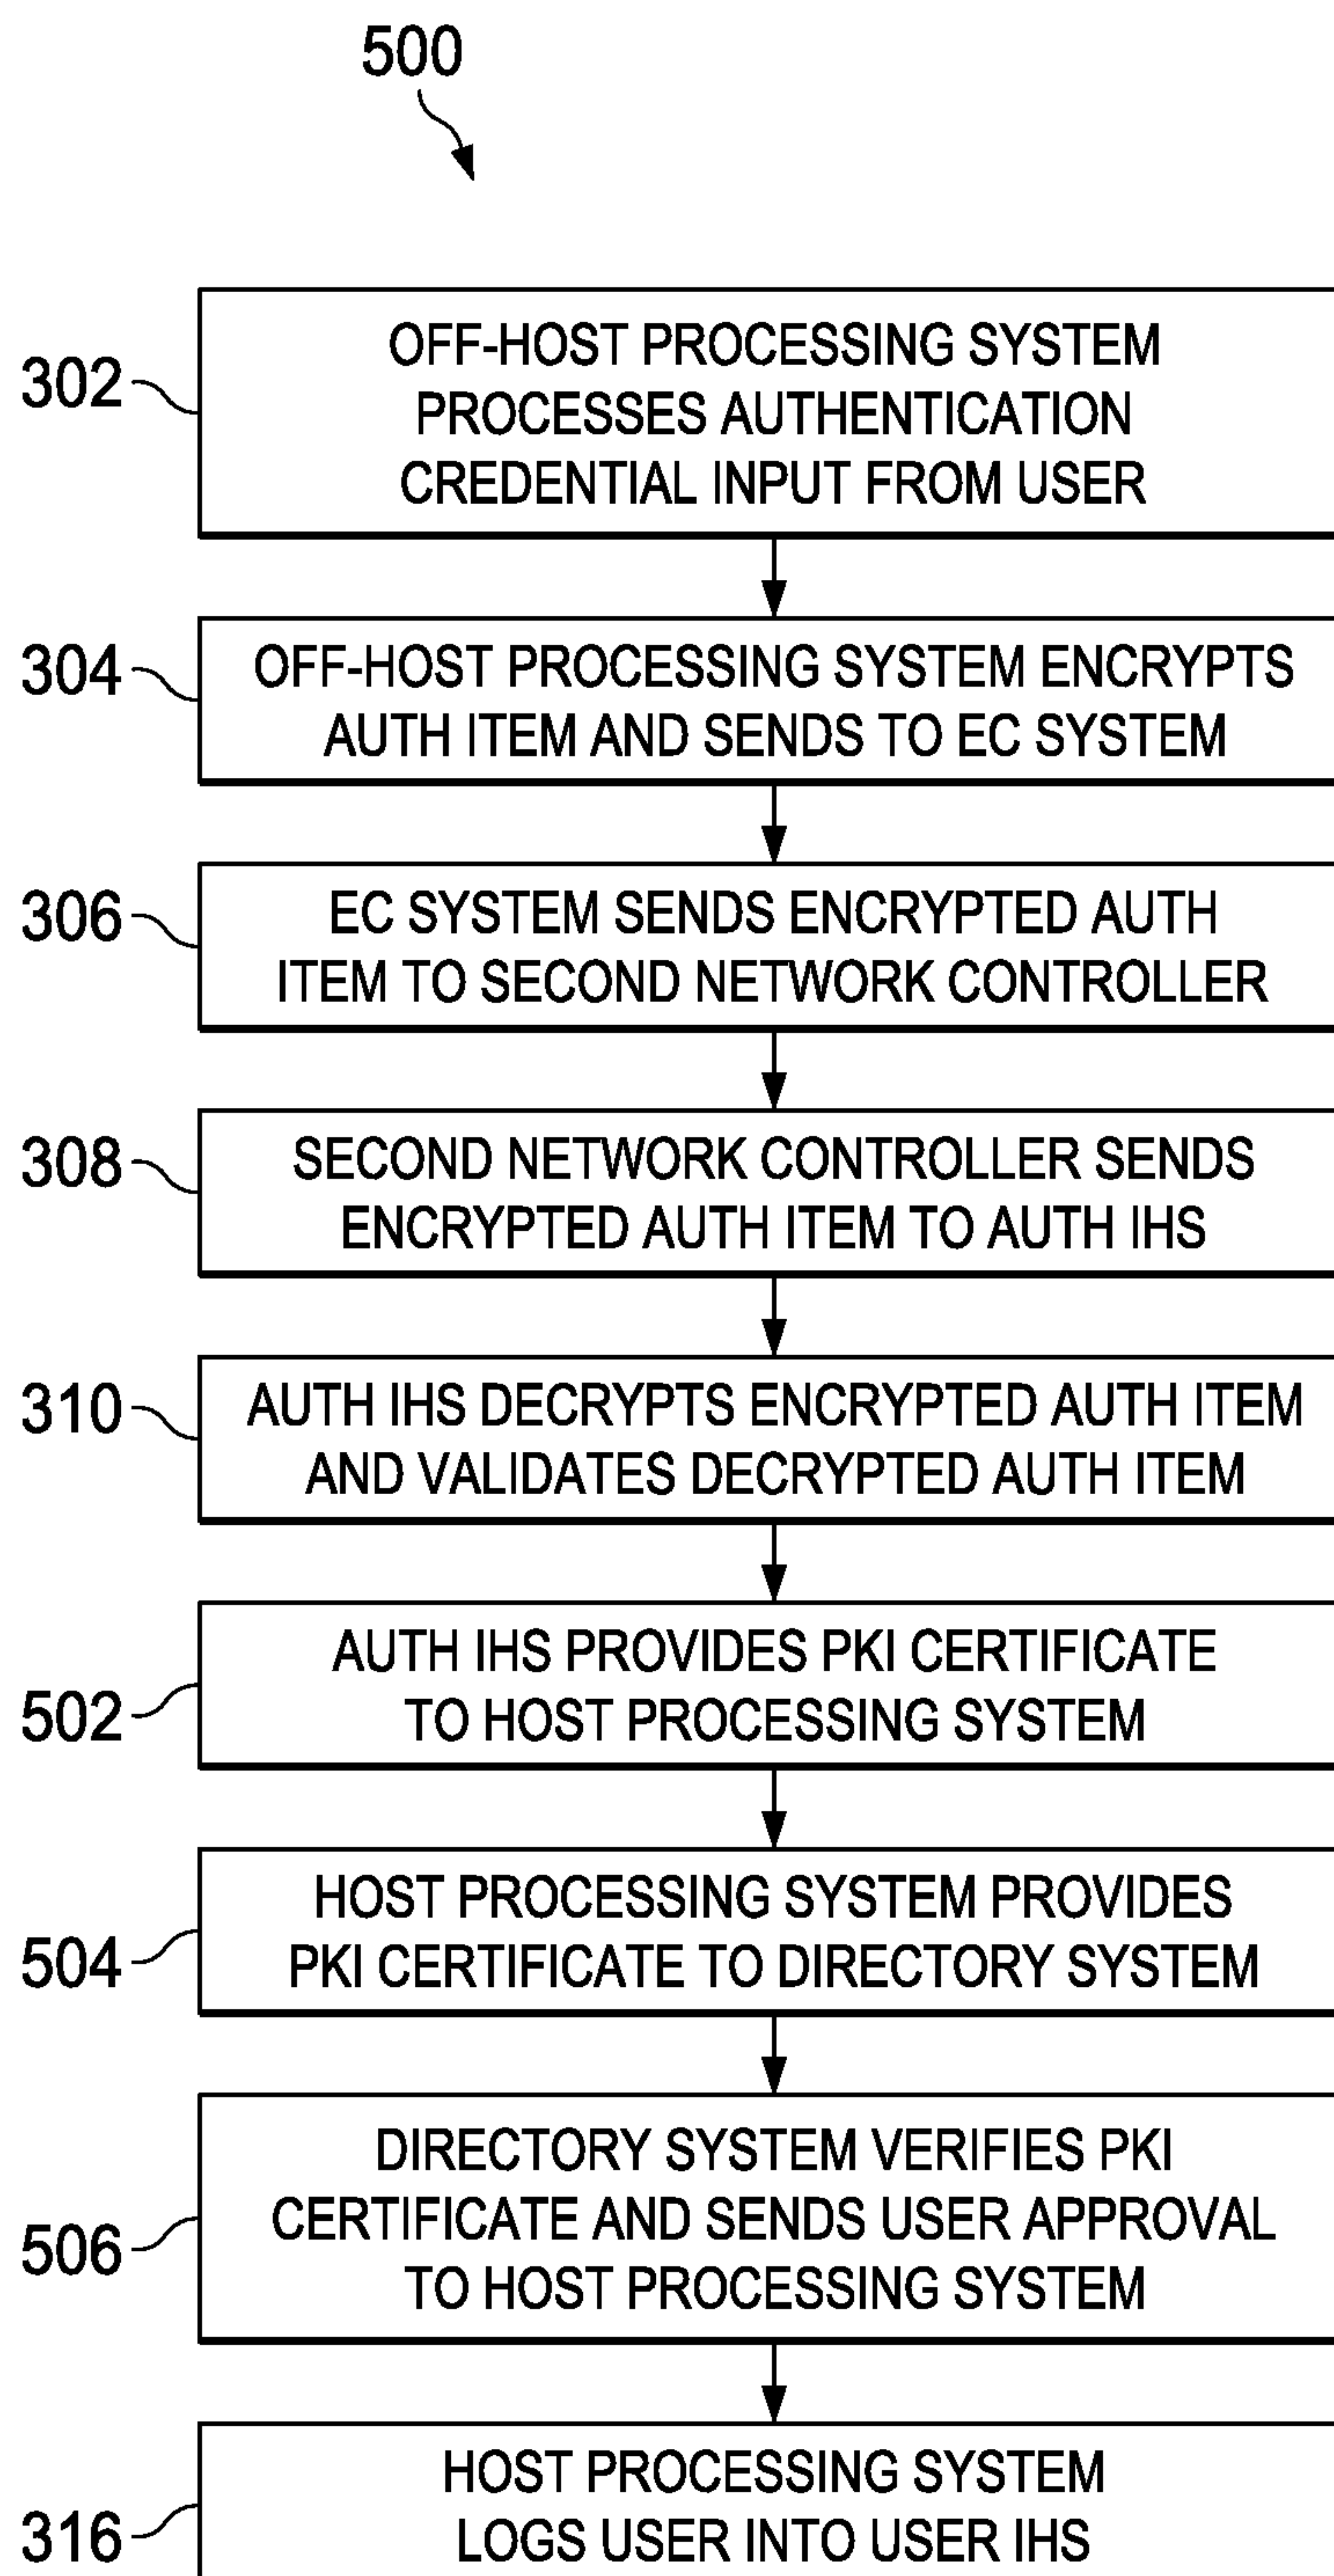 500
302
OFF-HOST PROCESSING SYSTEM
PROCESSES AUTHENTICATION
CREDENTIAL INPUT FROM USER
304
OFF-HOST PROCESSING SYSTEM ENCRYPTS
AUTH ITEM AND SENDS TO EC SYSTEM
306
EC SYSTEM SENDS ENCRYPTED AUTH
ITEM TO SECOND NETWORK CONTROLLER
308
SECOND NETWORK CONTROLLER SENDS
ENCRYPTED AUTH ITEM TO AUTH IHS
310
AUTH IHS DECRYPTS ENCRYPTED AUTH ITEM
AND VALIDATES DECRYPTED AUTH ITEM
502
AUTH IHS PROVIDES PKI CERTIFICATE
TO HOST PROCESSING SYSTEM
504
HOST PROCESSING SYSTEM PROVIDES
PKI CERTIFICATE TO DIRECTORY SYSTEM
506
DIRECTORY SYSTEM VERIFIES PKI
CERTIFICATE AND SENDS USER APPROVAL
TO HOST PROCESSING SYSTEM
316
HOST PROCESSING SYSTEM
LOGS USER INTO USER IHS